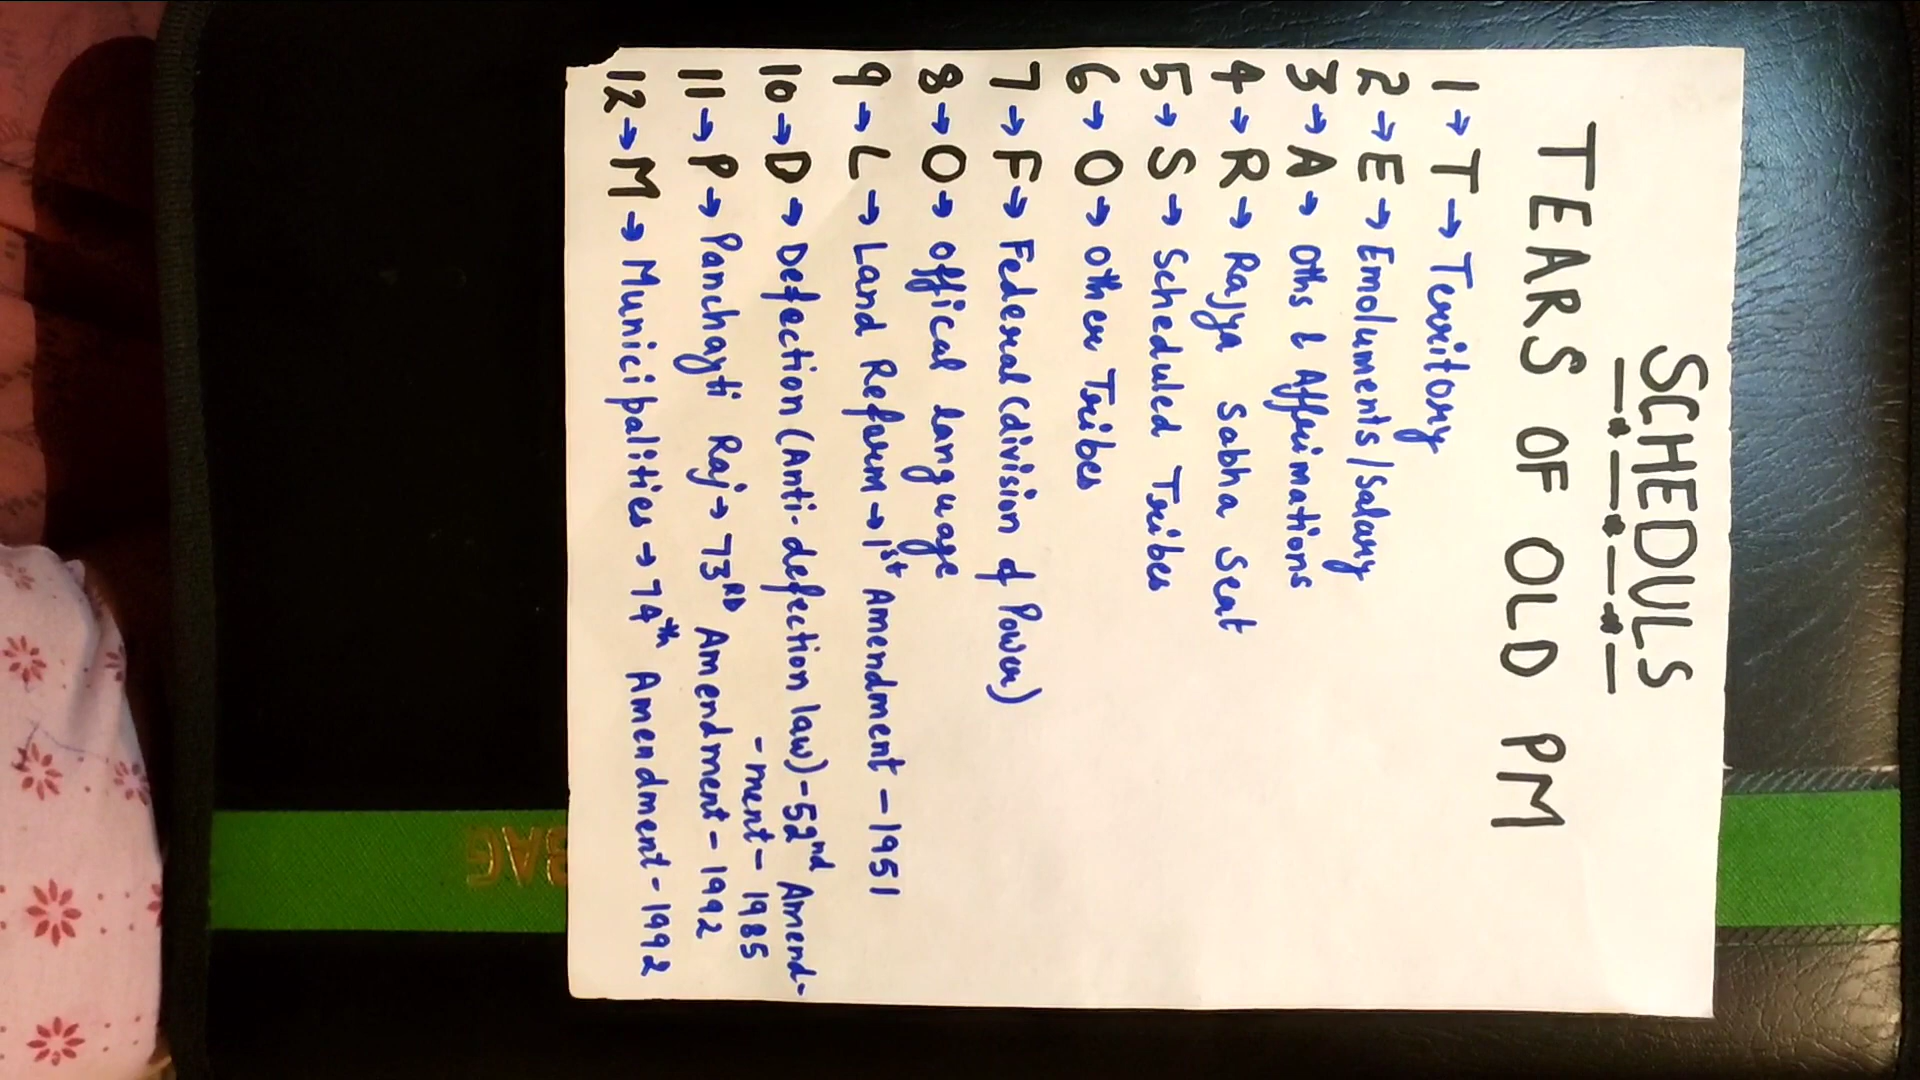 SCHEDULS
TEARS OF OLD PM
1 → T → Territory
2 → E → Emoluments/Salary
3 → A → Oths & Affrimations
4 → R → Rajya Sabha Seat
5 → S → Scheduled Tribes
6 → O → Other Tribes
7 → F → Federal (division of Power)
8 → O → Offical language
9 → L → Land Reform → 1st Amendment - 1951
10 → D → Defection (Anti-defection law) - 52nd Amend-
- ment - 1985
11 → P → Panchayti Raj → 73RD Amendment - 1992
12 → M → Municipalities → 74th Amendment - 1992
BAG